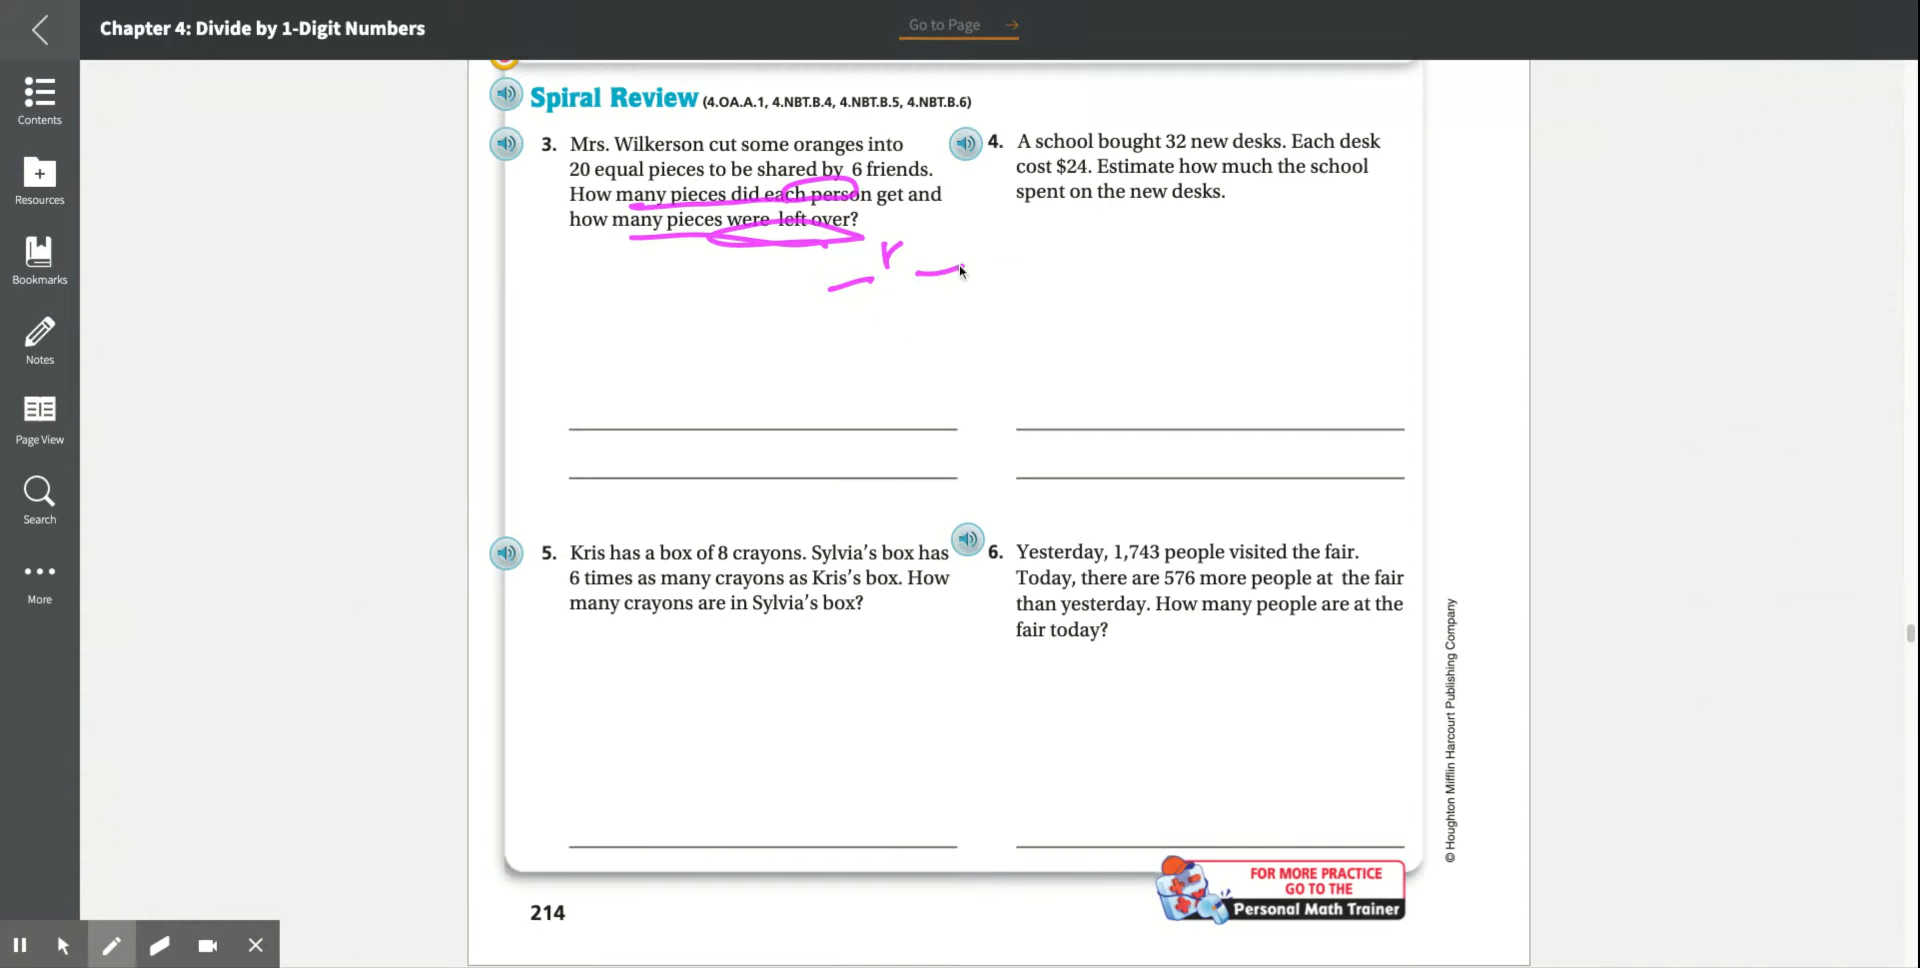 Chapter 4: Divide by 1-Digit Numbers
Go to Page →
Contents
Resources
Bookmarks
Notes
Page View
Search
More
Spiral Review (4.OA.A.1, 4.NBT.B.4, 4.NBT.B.5, 4.NBT.B.6)
3. Mrs. Wilkerson cut some oranges into
20 equal pieces to be shared by 6 friends.
How many pieces did each person get and
how many pieces were left over?
r
4. A school bought 32 new desks. Each desk
cost $24. Estimate how much the school
spent on the new desks.
5. Kris has a box of 8 crayons. Sylvia's box has
6 times as many crayons as Kris's box. How
many crayons are in Sylvia's box?
6. Yesterday, 1,743 people visited the fair.
Today, there are 576 more people at the fair
than yesterday. How many people are at the
fair today?
© Houghton Mifflin Harcourt Publishing Company
FOR MORE PRACTICE
GO TO THE
Personal Math Trainer
214